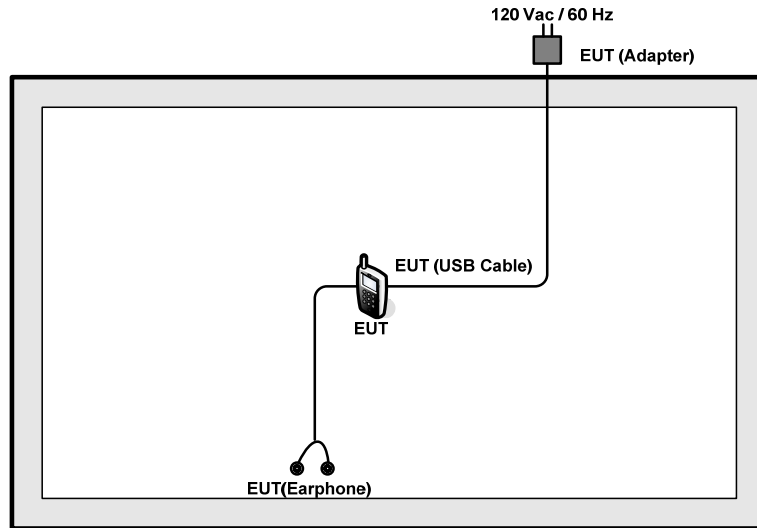 120 Vac / 60 Hz
EUT (Adapter)
EUT (USB Cable)
EUT
EUT(Earphone)